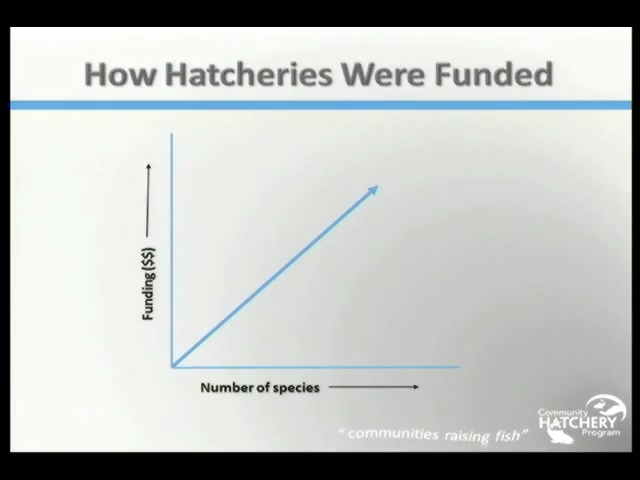 How Hatcheries Were Funded
Funding ($$)
Number of species
"communities raising fish"
Community
HATCHERY
Program